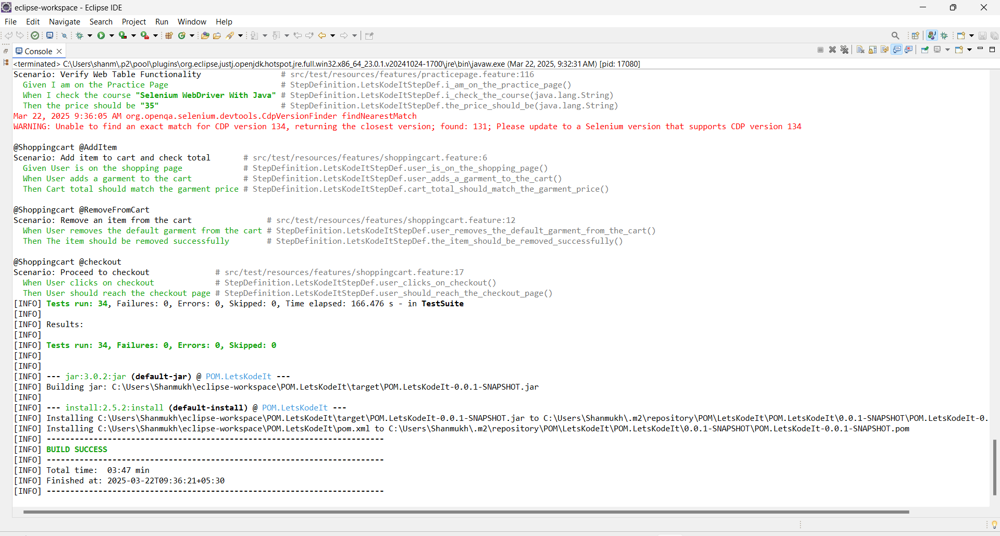 eclipse-workspace - Eclipse IDE
File Edit Navigate Search Project Run Window Help
Console
<terminated> C:\Users\shanm\.p2\pool\plugins\org.eclipse.justj.openjdk.hotspot.jre.full.win32.x86_64_23.0.1.v20241024-1700\jre\bin\javaw.exe (Mar 22, 2025, 9:32:31 AM) [pid: 17080]
Scenario: Verify Web Table Functionality # src/test/resources/features/practicepage.feature:116
Given I am on the Practice Page # StepDefinition.LetsKodeItStepDef.i_am_on_the_practice_page()
When I check the course "Selenium WebDriver With Java" # StepDefinition.LetsKodeItStepDef.i_check_the_course(java.lang.String)
Then the price should be "35" # StepDefinition.LetsKodeItStepDef.the_price_should_be(java.lang.String)
Mar 22, 2025 9:36:05 AM org.openqa.selenium.devtools.CdpVersionFinder findNearestMatch
WARNING: Unable to find an exact match for CDP version 134, returning the closest version; found: 131; Please update to a Selenium version that supports CDP version 134
@Shoppingcart @AddItem
Scenario: Add item to cart and check total # src/test/resources/features/shoppingcart.feature:6
Given User is on the shopping page # StepDefinition.LetsKodeItStepDef.user_is_on_the_shopping_page()
When User adds a garment to the cart # StepDefinition.LetsKodeItStepDef.user_adds_a_garment_to_the_cart()
Then Cart total should match the garment price # StepDefinition.LetsKodeItStepDef.cart_total_should_match_the_garment_price()
@Shoppingcart @RemoveFromCart
Scenario: Remove an item from the cart # src/test/resources/features/shoppingcart.feature:12
When User removes the default garment from the cart # StepDefinition.LetsKodeItStepDef.user_removes_the_default_garment_from_the_cart()
Then The item should be removed successfully # StepDefinition.LetsKodeItStepDef.the_item_should_be_removed_successfully()
@Shoppingcart @checkout
Scenario: Proceed to checkout # src/test/resources/features/shoppingcart.feature:17
When User clicks on checkout # StepDefinition.LetsKodeItStepDef.user_clicks_on_checkout()
Then User should reach the checkout page # StepDefinition.LetsKodeItStepDef.user_should_reach_the_checkout_page()
[INFO] Tests run: 34, Failures: 0, Errors: 0, Skipped: 0, Time elapsed: 166.476 s - in TestSuite
[INFO]
[INFO] Results:
[INFO]
[INFO] Tests run: 34, Failures: 0, Errors: 0, Skipped: 0
[INFO]
[INFO]
[INFO] --- jar:3.0.2:jar (default-jar) @ POM.LetsKodeIt ---
[INFO] Building jar: C:\Users\Shanmukh\eclipse-workspace\POM.LetsKodeIt\target\POM.LetsKodeIt-0.0.1-SNAPSHOT.jar
[INFO]
[INFO] --- install:2.5.2:install (default-install) @ POM.LetsKodeIt ---
[INFO] Installing C:\Users\Shanmukh\eclipse-workspace\POM.LetsKodeIt\target\POM.LetsKodeIt-0.0.1-SNAPSHOT.jar to C:\Users\Shanmukh\.m2\repository\POM\LetsKodeIt\POM.LetsKodeIt\0.0.1-SNAPSHOT\POM.LetsKodeIt-0.
[INFO] Installing C:\Users\Shanmukh\eclipse-workspace\POM.LetsKodeIt\pom.xml to C:\Users\Shanmukh\.m2\repository\POM\LetsKodeIt\POM.LetsKodeIt\0.0.1-SNAPSHOT\POM.LetsKodeIt-0.0.1-SNAPSHOT.pom
[INFO] ------------------------------------------------------------------------
[INFO] BUILD SUCCESS
[INFO] ------------------------------------------------------------------------
[INFO] Total time:  03:47 min
[INFO] Finished at: 2025-03-22T09:36:21+05:30
[INFO] ------------------------------------------------------------------------